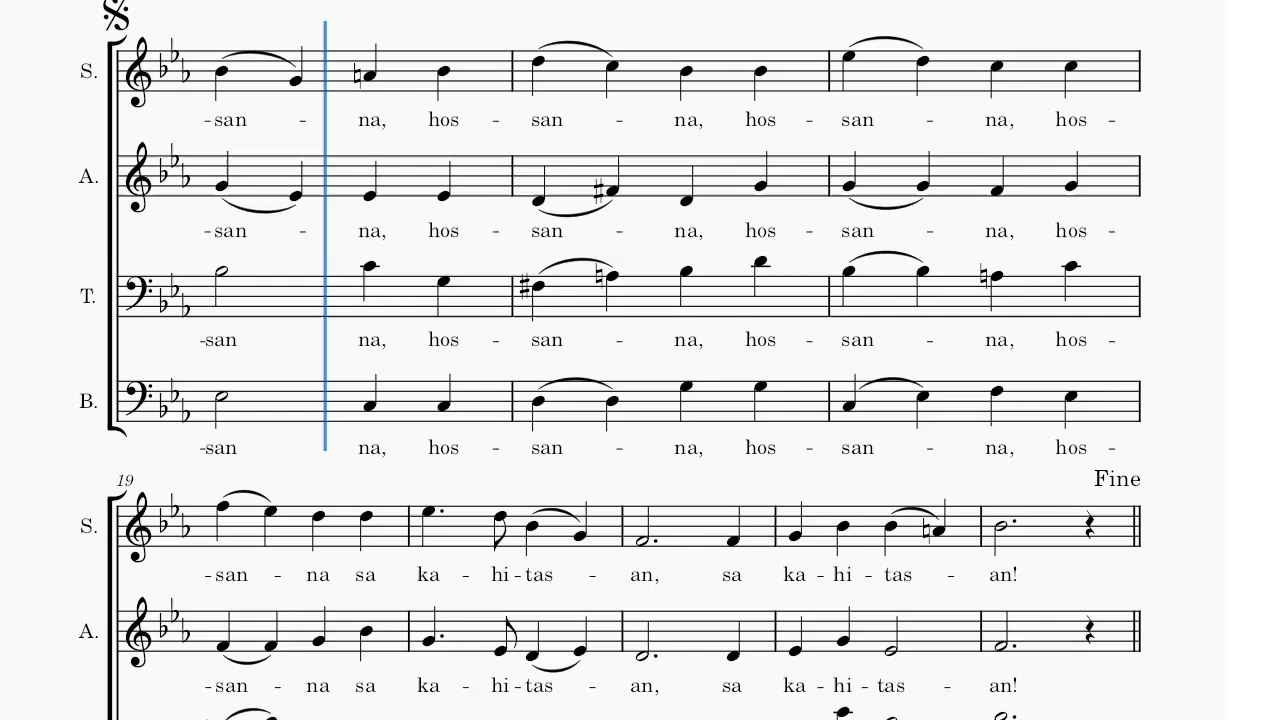 S.
-san - na, hos - san - na, hos - san - na, hos -
A.
-san - na, hos - san - na, hos - san - na, hos -
T.
-san na, hos - san - na, hos - san - na, hos -
B.
-san na, hos - san - na, hos - san - na, hos -
19 Fine
S.
-san - na sa ka - hi - tas - an, sa ka - hi - tas - an!
A.
-san - na sa ka - hi - tas - an, sa ka - hi - tas - an!